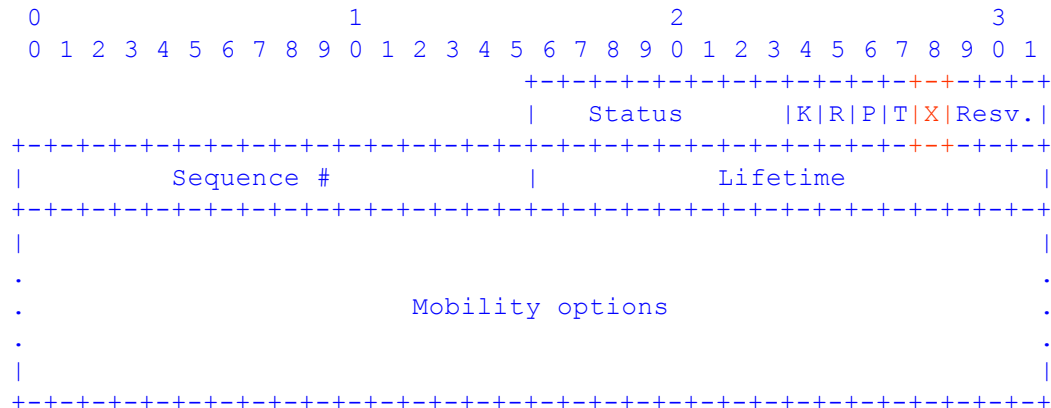 0                   1                   2                   3
 0 1 2 3 4 5 6 7 8 9 0 1 2 3 4 5 6 7 8 9 0 1 2 3 4 5 6 7 8 9 0 1
                                +-+-+-+-+-+-+-+-+-+-+-+-+-+-+-+-+
                                |   Status      |K|R|P|T|X|Resv.|
+-+-+-+-+-+-+-+-+-+-+-+-+-+-+-+-+-+-+-+-+-+-+-+-+-+-+-+-+-+-+-+-+
|         Sequence #            |           Lifetime            |
+-+-+-+-+-+-+-+-+-+-+-+-+-+-+-+-+-+-+-+-+-+-+-+-+-+-+-+-+-+-+-+-+
|                                                               |
.                                                               .
.                        Mobility options                       .
.                                                               .
|                                                               |
+-+-+-+-+-+-+-+-+-+-+-+-+-+-+-+-+-+-+-+-+-+-+-+-+-+-+-+-+-+-+-+-+